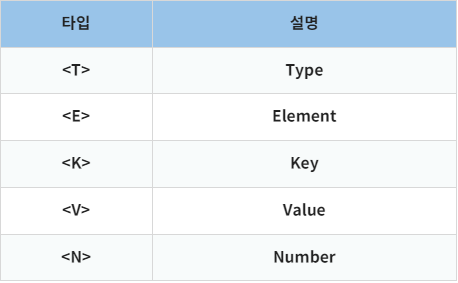 타입 설명
<T> Type
<E> Element
<K> Key
<V> Value
<N> Number